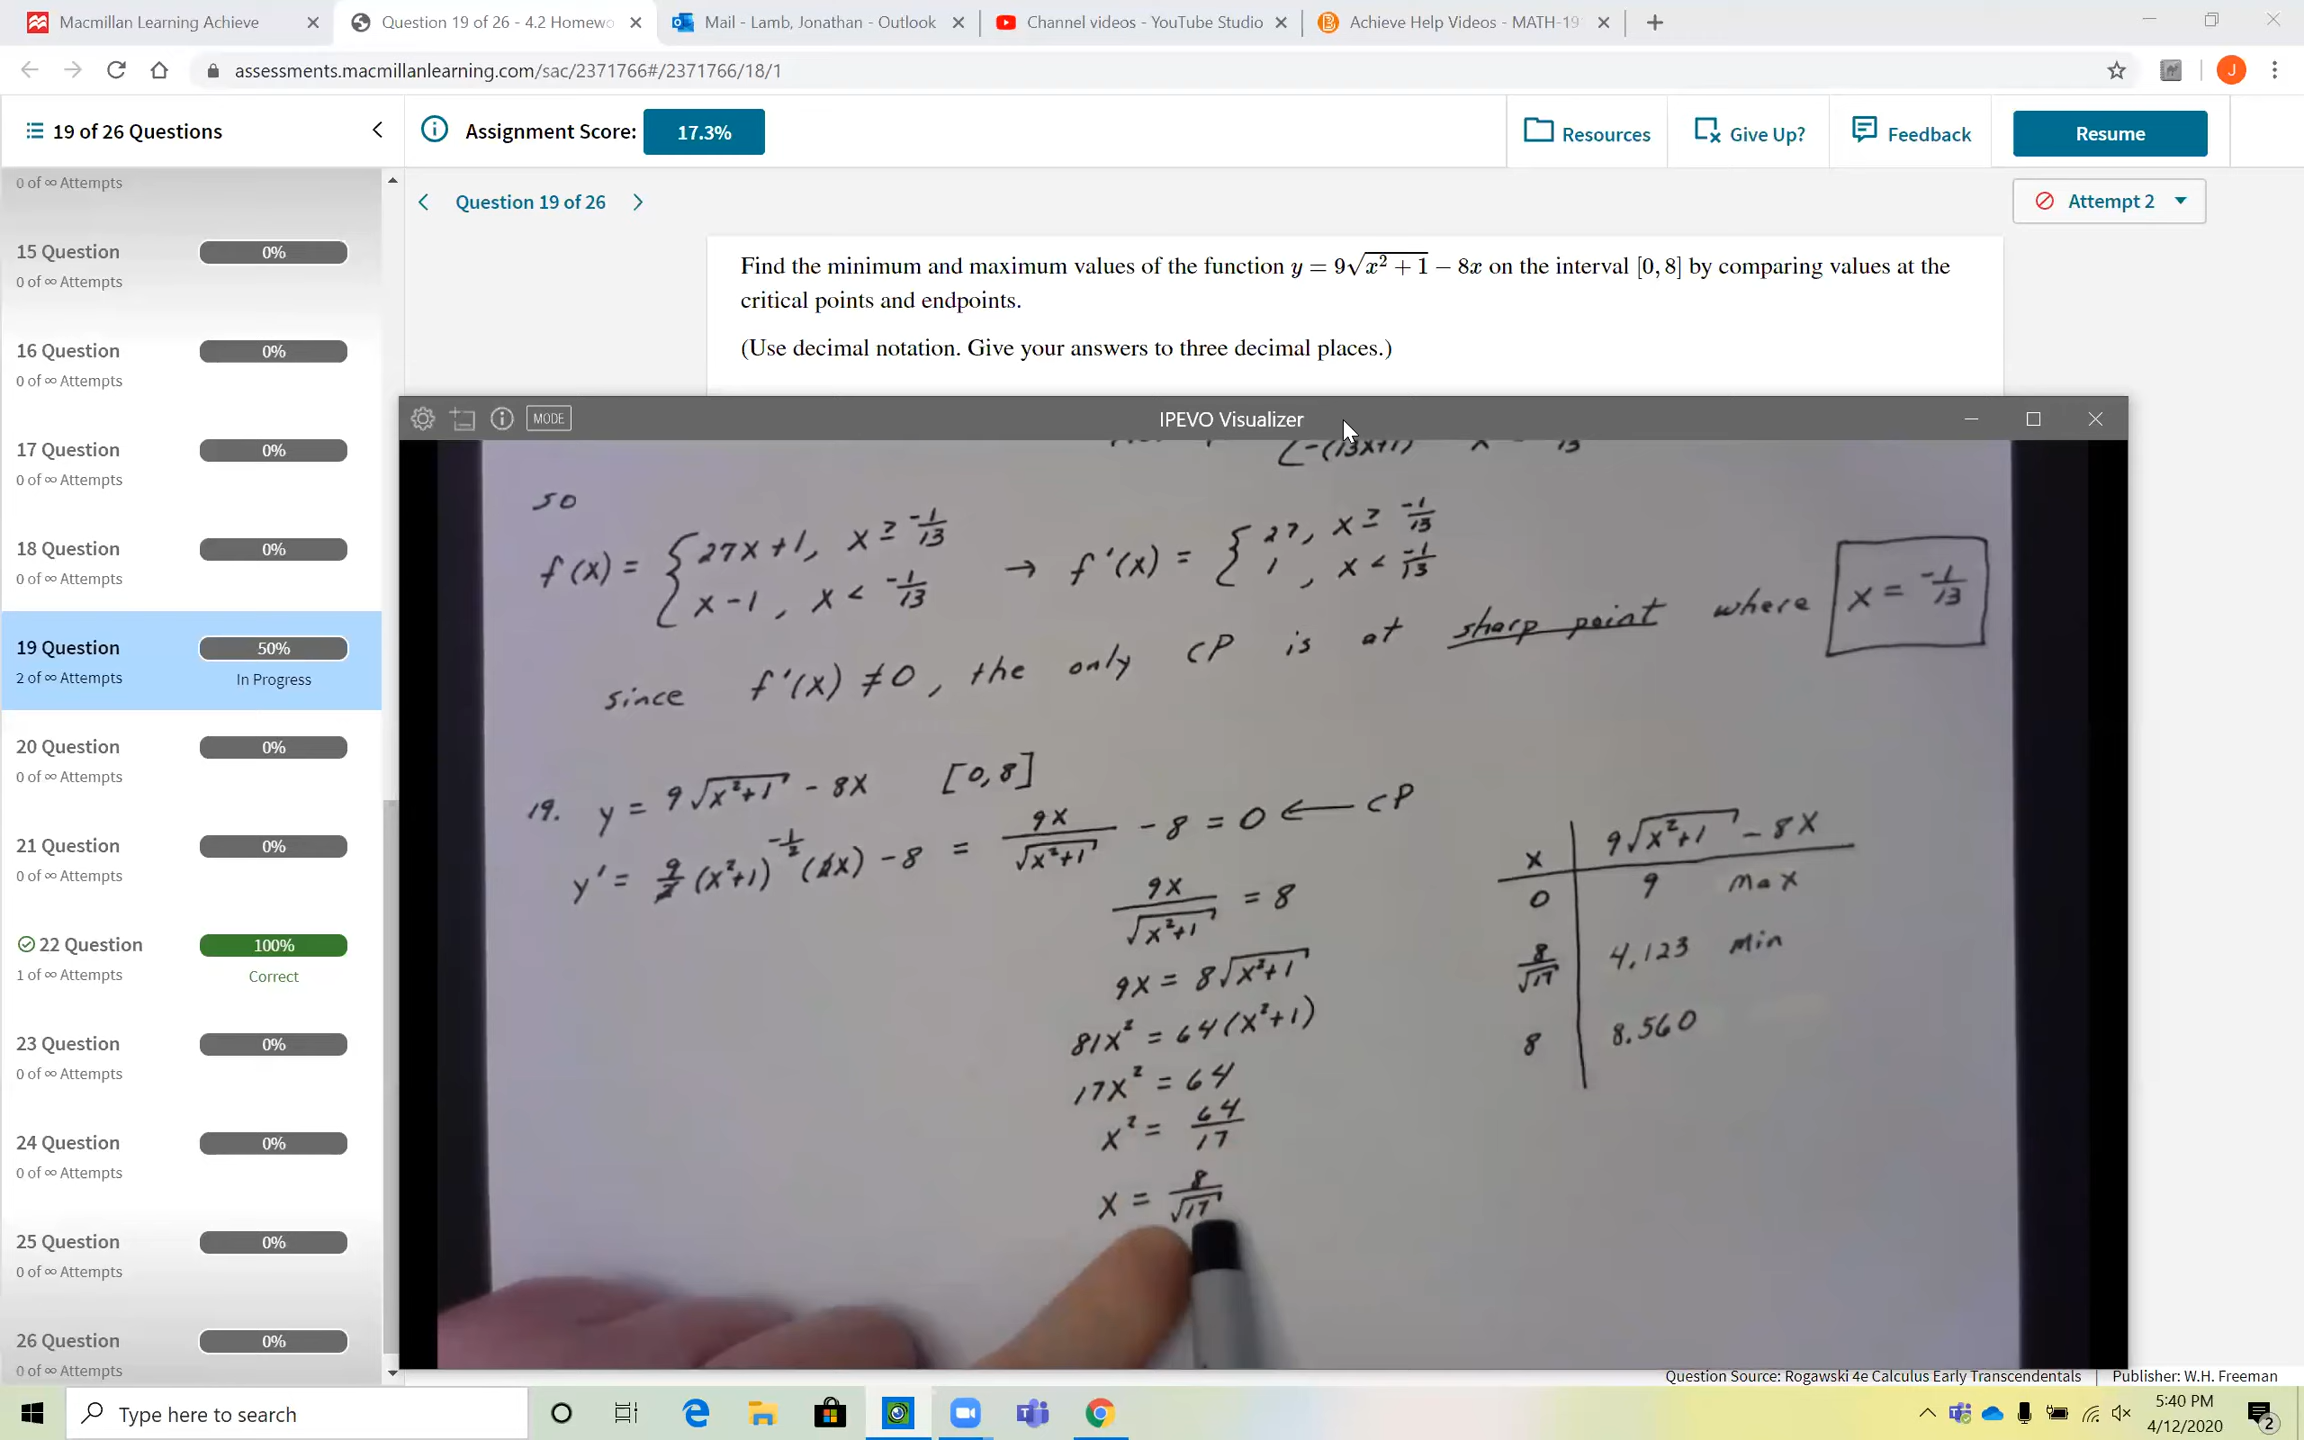 Macmillan Learning Achieve
Question 19 of 26 - 4.2 Homewo
Mail - Lamb, Jonathan - Outlook
Channel videos - YouTube Studio
Achieve Help Videos - MATH-19
assessments.macmillanlearning.com/sac/2371766#/2371766/18/1
J
19 of 26 Questions
Assignment Score: 17.3%
Resources
Give Up?
Feedback
Resume
0 of ∞ Attempts
15 Question 0%
0 of ∞ Attempts
16 Question 0%
0 of ∞ Attempts
17 Question 0%
0 of ∞ Attempts
18 Question 0%
0 of ∞ Attempts
19 Question 50%
2 of ∞ Attempts In Progress
20 Question 0%
0 of ∞ Attempts
21 Question 0%
0 of ∞ Attempts
22 Question 100%
1 of ∞ Attempts Correct
23 Question 0%
0 of ∞ Attempts
24 Question 0%
0 of ∞ Attempts
25 Question 0%
0 of ∞ Attempts
26 Question 0%
0 of ∞ Attempts
Question 19 of 26
Attempt 2
Find the minimum and maximum values of the function y = 9√(x² + 1) − 8x on the interval [0, 8] by comparing values at the
critical points and endpoints.
(Use decimal notation. Give your answers to three decimal places.)
MODE
IPEVO Visualizer
-(13x+1) x
13
so
f(x) = { 27x+1, x ≥ -1/13 → f'(x) = { 27, x ≥ -1/13
x-1, x < -1/13 1, x < -1/13
since f'(x) ≠ 0, the only CP is at sharp point where x = -1/13
19. y = 9√(x²+1) - 8x [0,8]
y' = 9/2 (x²+1)^(-1/2) (2x) - 8 = 9x/√(x²+1) - 8 = 0 ← CP
9x/√(x²+1) = 8
9x = 8√(x²+1)
81x² = 64(x²+1)
17x² = 64
x² = 64/17
x = 8/√17
x 9√(x²+1) - 8x
0 9 Max
8/√17 4.123 Min
8 8.560
Question Source: Rogawski 4e Calculus Early Transcendentals
Publisher: W.H. Freeman
Type here to search
5:40 PM
4/12/2020
2